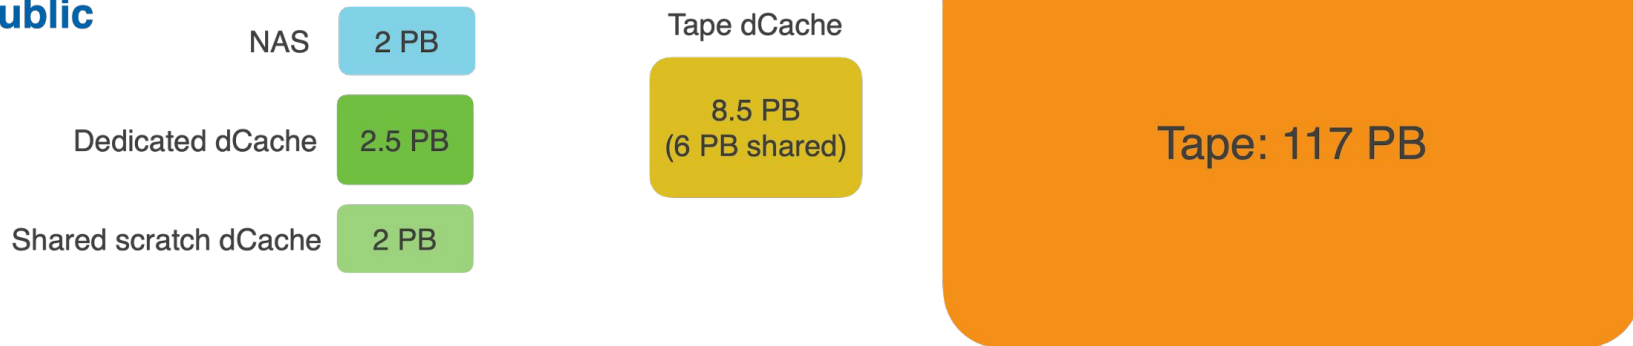 ublic
NAS
2 PB
Dedicated dCache
2.5 PB
Shared scratch dCache
2 PB
Tape dCache
8.5 PB
(6 PB shared)
Tape: 117 PB